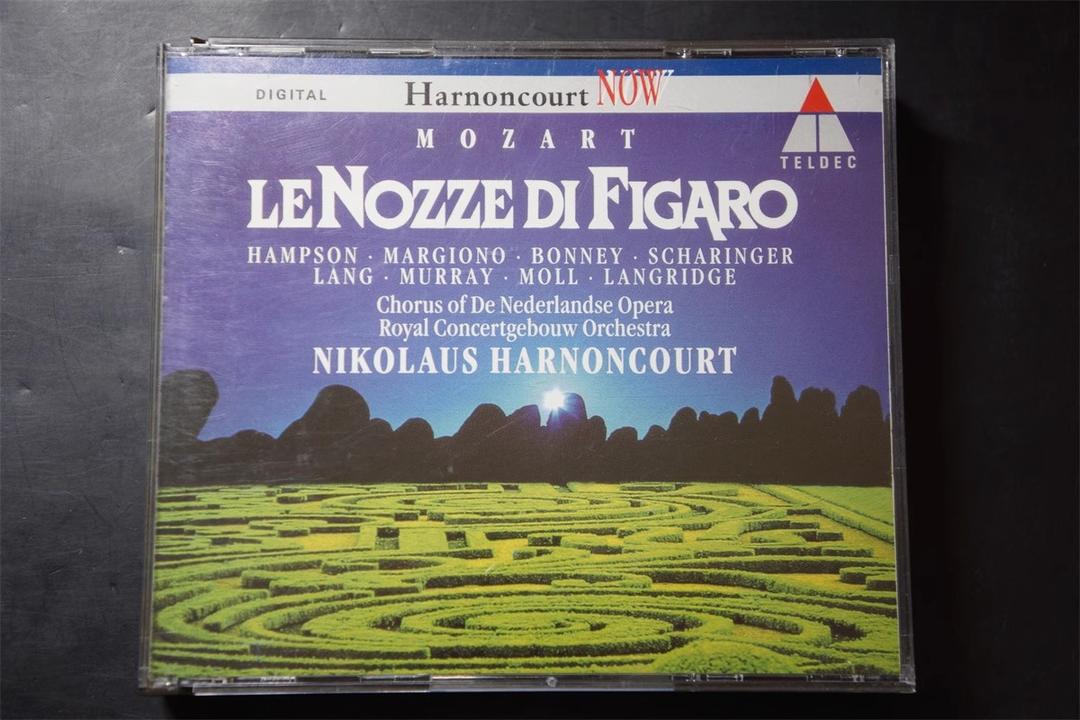 DIGITAL
Harnoncourt NOW
MOZART
TELDEC
LE NOZZE DI FIGARO
HAMPSON · MARGIONO · BONNEY · SCHARINGER
LANG · MURRAY · MOLL · LANGRIDGE
Chorus of De Nederlandse Opera
Royal Concertgebouw Orchestra
NIKOLAUS HARNONCOURT